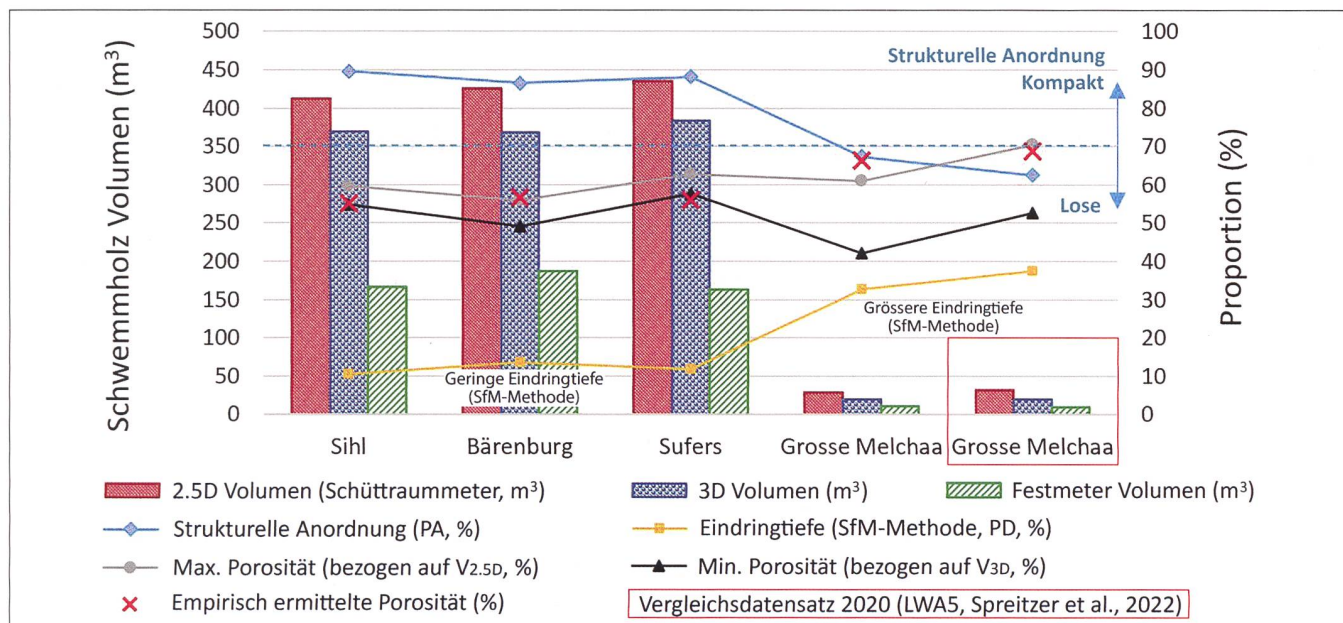 Schwemmholz Volumen (m³)
500
450
400
350
300
250
200
150
100
50
0
Strukturelle Anordnung
Kompakt
Lose
Grössere Eindringtiefe
(SfM-Methode)
Geringe Eindringtiefe
(SfM-Methode)
100
90
80
70
60
50
40
30
20
10
0
Proportion (%)
Sihl Bärenburg Sufers Grosse Melchaa Grosse Melchaa
2.5D Volumen (Schüttraummeter, m³) 3D Volumen (m³) Festmeter Volumen (m³)
Strukturelle Anordnung (PA, %) Eindringtiefe (SfM-Methode, PD, %)
Max. Porosität (bezogen auf V2.5D, %) Min. Porosität (bezogen auf V3D, %)
Empirisch ermittelte Porosität (%) Vergleichsdatensatz 2020 (LWA5, Spreitzer et al., 2022)